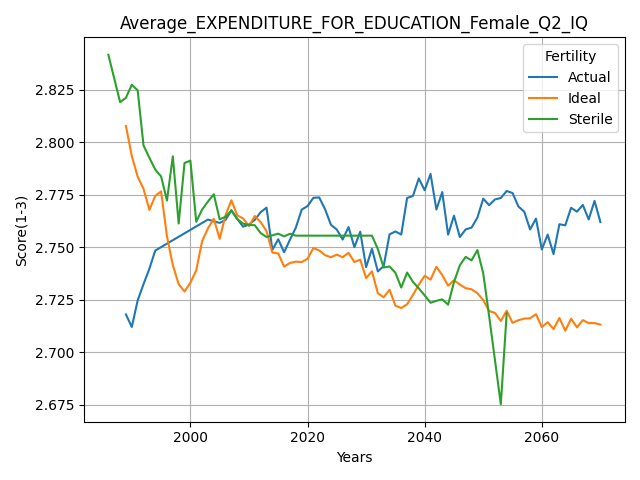 Average_EXPENDITURE_FOR_EDUCATION_Female_Q2_IQ
Fertility
Actual
Ideal
Sterile
Score(1-3)
2.825
2.800
2.775
2.750
2.725
2.700
2.675
2000
2020
2040
2060
Years